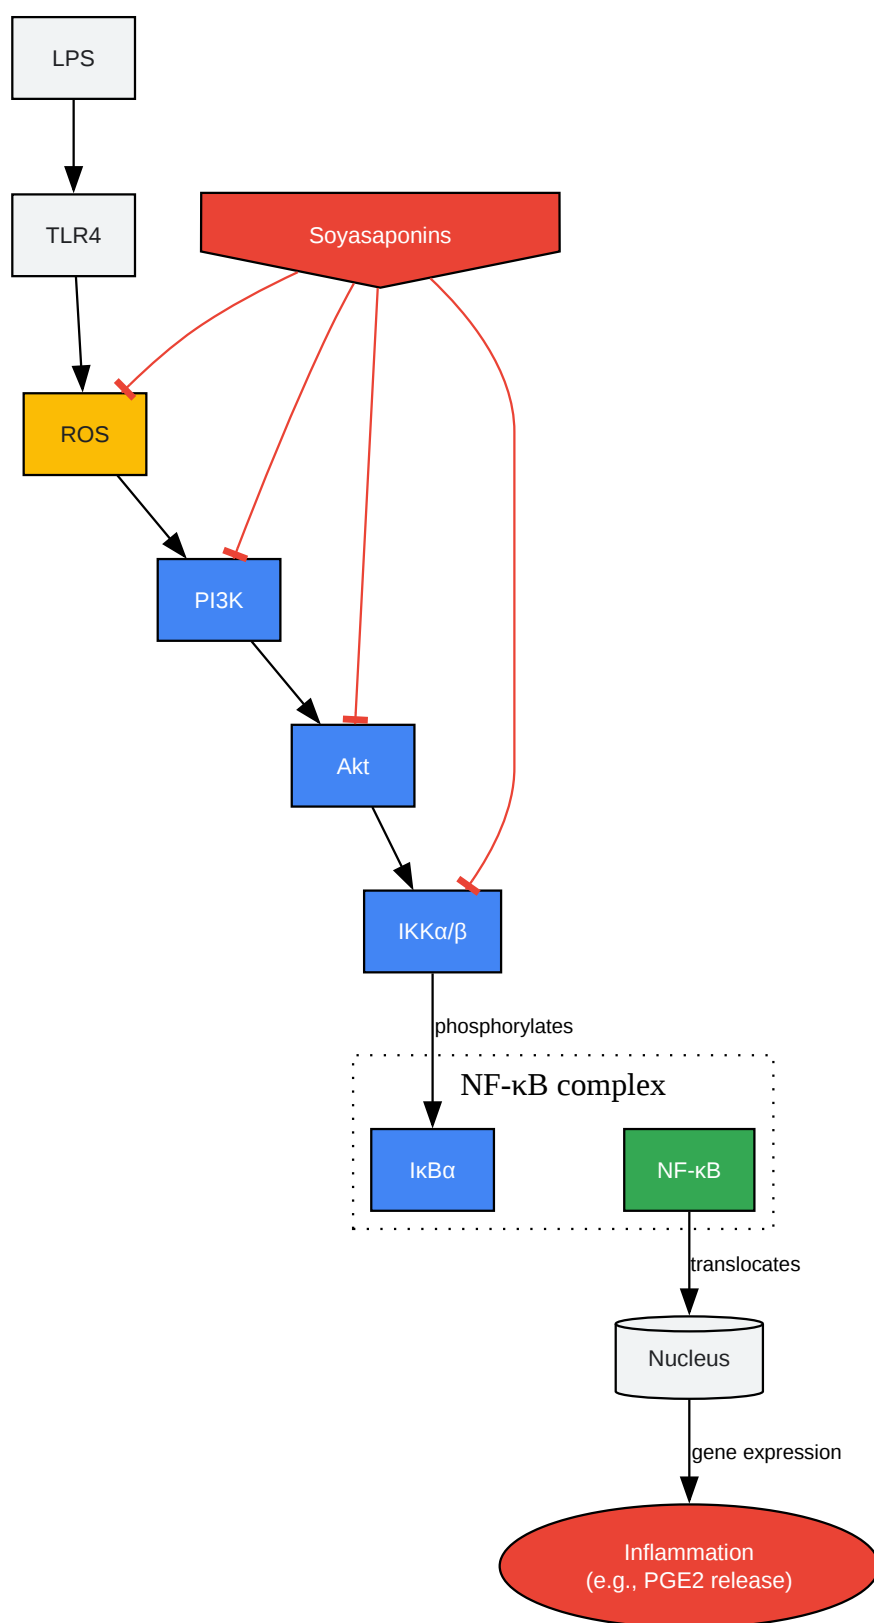 LPS
TLR4
Soyasaponins
ROS
PI3K
Akt
IKKα/β
phosphorylates
NF-κB complex
IκBα
NF-κB
translocates
Nucleus
gene expression
Inflammation
(e.g., PGE2 release)